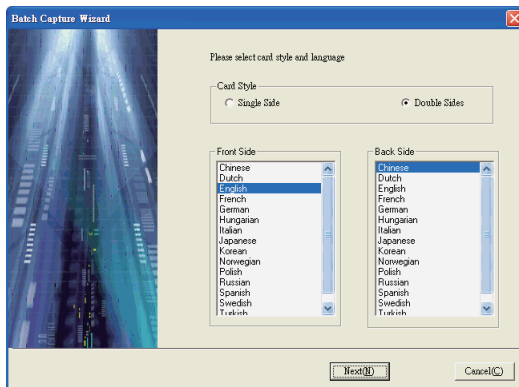 Batch Capture Wizard
Please select card style and language
Card Style
Single Side
Double Sides
Front Side
Chinese
Dutch
English
French
German
Hungarian
Italian
Japanese
Korean
Norwegian
Polish
Russian
Spanish
Swedish
Turkish
Back Side
Chinese
Dutch
English
French
German
Hungarian
Italian
Japanese
Korean
Norwegian
Polish
Russian
Spanish
Swedish
Turkish
Next(N)
Cancel(C)